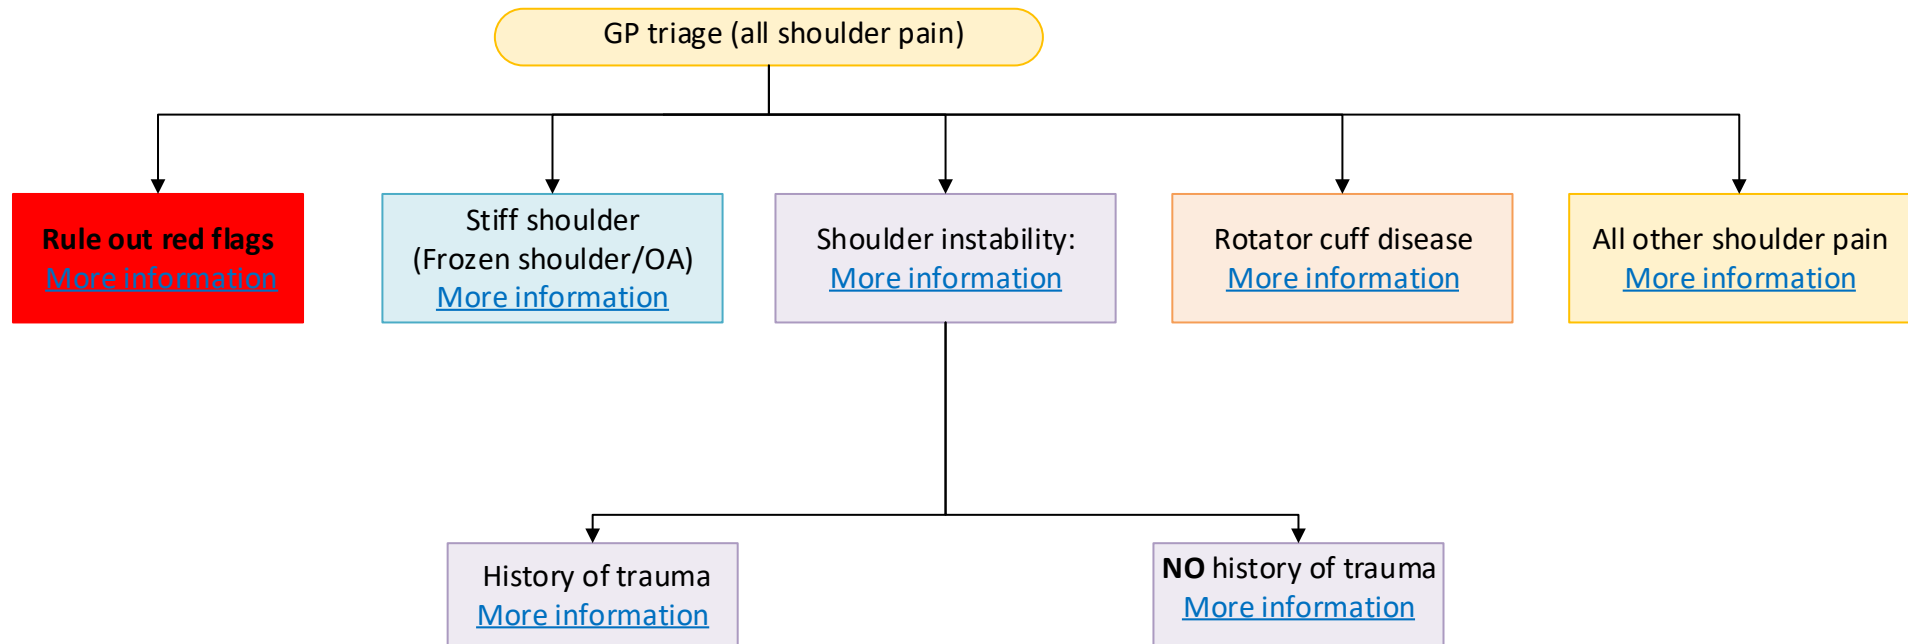 GP triage (all shoulder pain)
Rule out red flags
More information
Stiff shoulder
(Frozen shoulder/OA)
More information
Shoulder instability:
More information
Rotator cuff disease
More information
All other shoulder pain
More information
History of trauma
More information
NO history of trauma
More information